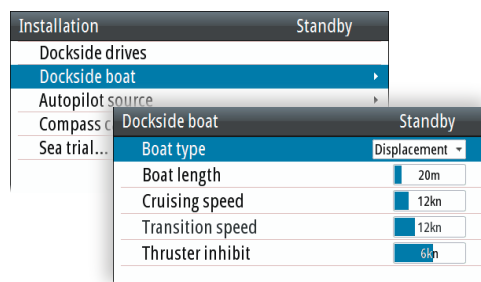 Installation Standby
Dockside drives
Dockside boat
Autopilot source
Compass c
Sea trial...
Dockside boat Standby
Boat type Displacement
Boat length 20m
Cruising speed 12kn
Transition speed 12kn
Thruster inhibit 6kn